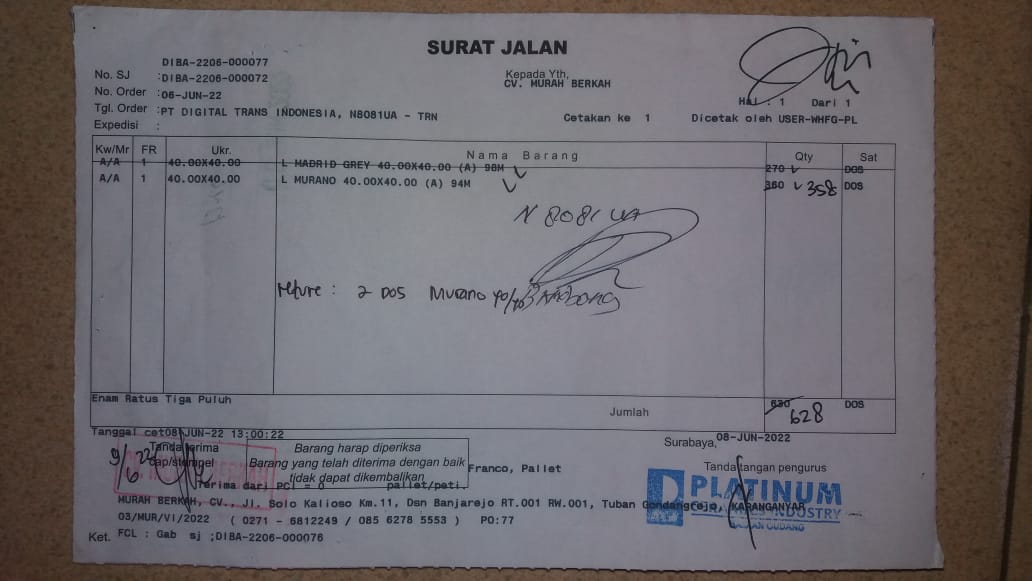 SURAT JALAN
DIBA-2206-000077
No. SJ :DIBA-2206-000072
No. Order :06-JUN-22
Tgl. Order :PT DIGITAL TRANS INDONESIA, N8081UA - TRN
Expedisi :
Kepada Yth,
CV. MURAH BERKAH
Hal : 1 Dari 1
Cetakan ke 1 Dicetak oleh USER-WHFG-PL
Kw/Mr FR Ukr. Nama Barang Qty Sat
A/A 1 40.00X40.00 L MADRID GREY 40.00X40.00 (A) 98M 270 DOS
A/A 1 40.00X40.00 L MURANO 40.00X40.00 (A) 94M 360 358 DOS
N 8081 UA
reture : 2 DOS Murano 40/40
Enam Ratus Tiga Puluh
Jumlah 630 628 DOS
Tanggal cet08-JUN-22 13:00:22
Surabaya,08-JUN-2022
9/6 22
Tanda terima
cap/stempel
Barang harap diperiksa
Barang yang telah diterima dengan baik
tidak dapat dikembalikan
Franco, Pallet
Tanda tangan pengurus
Terima dari PCI = 0 pallet/peti.
PLATINUM
CERAMICS INDUSTRY
MURAH BERKAH, CV., Jl. Solo Kalioso Km.11, Dsn Banjarejo RT.001 RW.001, Tuban Gondangrejo, KARANGANYAR
03/MUR/VI/2022 ( 0271 - 6812249 / 085 6278 5553 ) PO:77
Ket. FCL : Gab sj ;DIBA-2206-000076